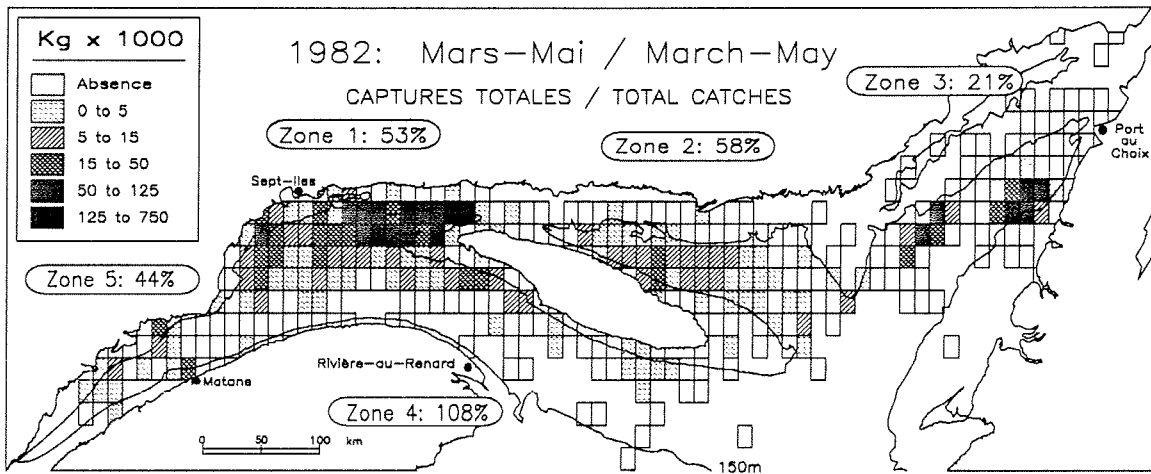 Kg x 1000
Absence
0 to 5
5 to 15
15 to 50
50 to 125
125 to 750
1982: Mars-Mai / March-May
CAPTURES TOTALES / TOTAL CATCHES
Zone 3: 21%
Zone 1: 53%
Zone 2: 58%
Port
au
Choix
Sept-Iles
Zone 5: 44%
Rivière-au-Renard
Matane
Zone 4: 108%
0 50 100
km
150m